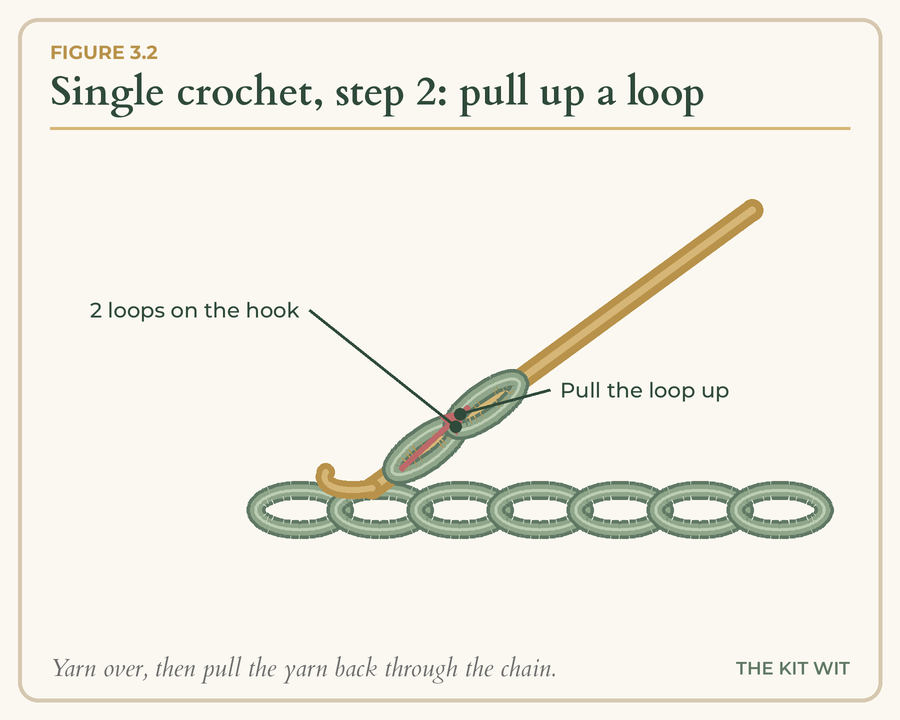 FIGURE 3.2
Single crochet, step 2: pull up a loop
2 loops on the hook
Pull the loop up
Yarn over, then pull the yarn back through the chain.
THE KIT WIT